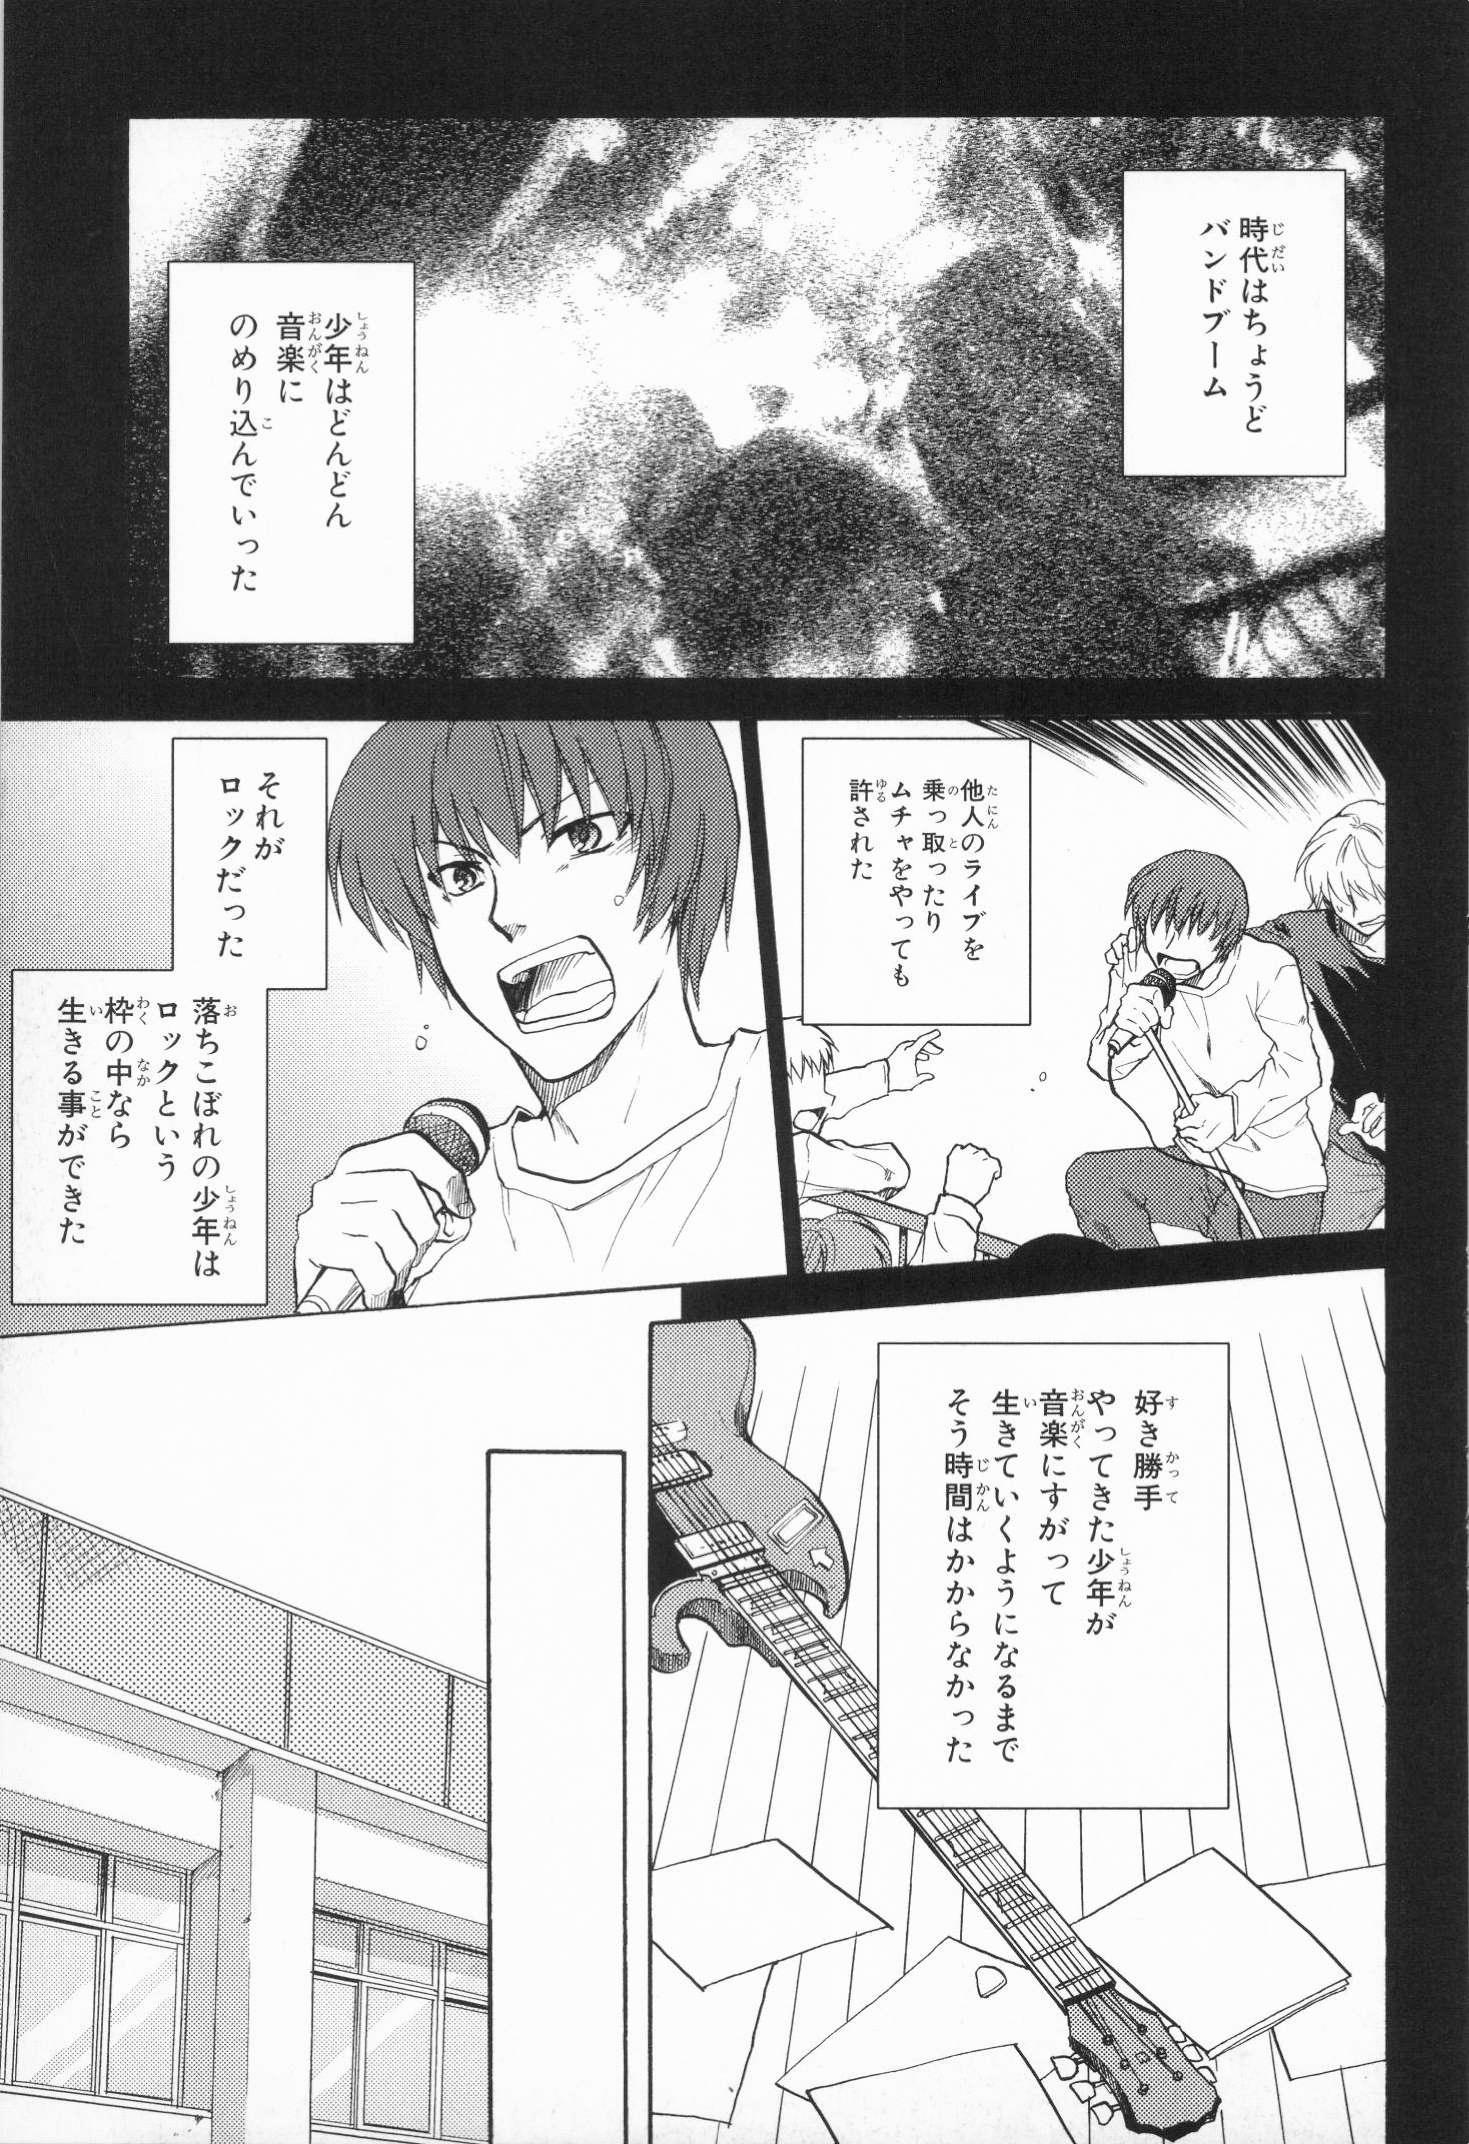 時代はちょうど
バンドブーム
少年はどんどん
音楽に
のめり込んでいった
他人のライブを
乗っ取ったり
ムチャをやっても
許された
それが
ロックだった
落ちこぼれの少年は
ロックという
枠の中なら
生きる事ができた
好き勝手
やってきた少年が
音楽にすがって
生きていくようになるまで
そう時間はかからなかった